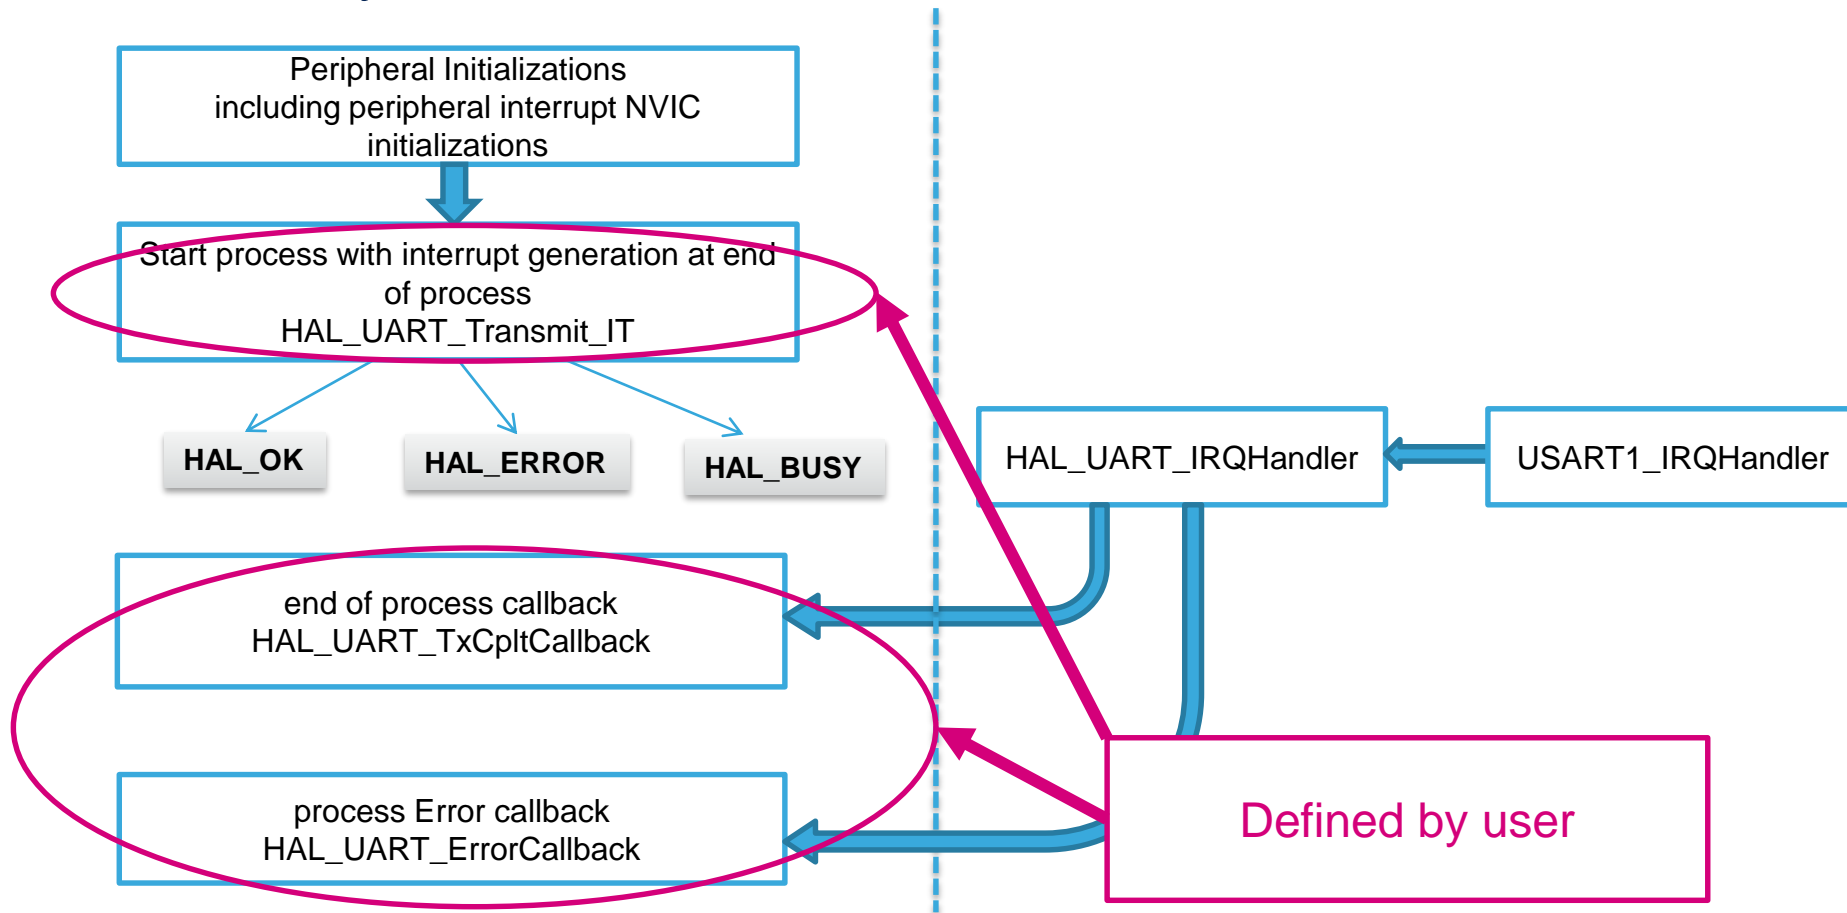 Peripheral Initializations
including peripheral interrupt NVIC
initializations
Start process with interrupt generation at end
of process
HAL_UART_Transmit_IT
HAL_OK
HAL_ERROR
HAL_BUSY
HAL_UART_IRQHandler
USART1_IRQHandler
end of process callback
HAL_UART_TxCpltCallback
process Error callback
HAL_UART_ErrorCallback
Defined by user